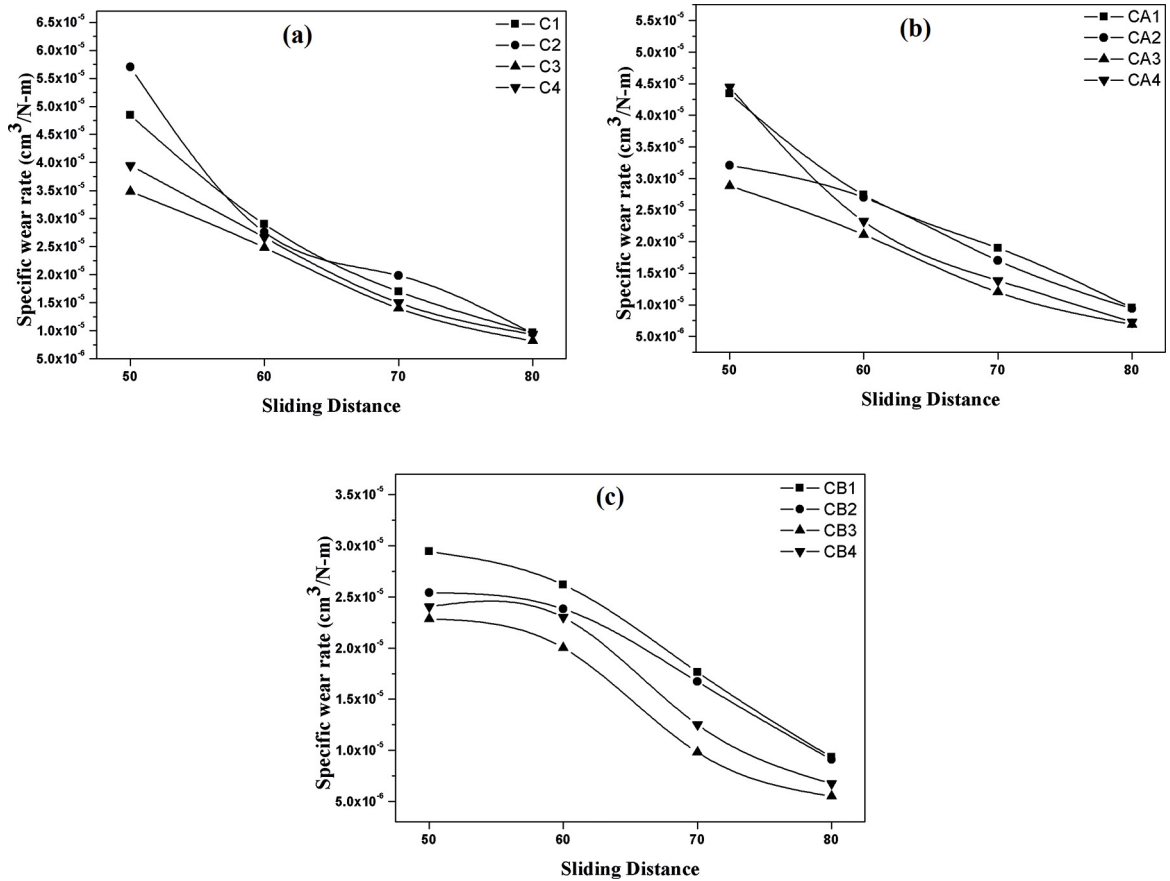 (a)
C1
C2
C3
C4
6.5x10⁻⁵
6.0x10⁻⁵
5.5x10⁻⁵
5.0x10⁻⁵
4.5x10⁻⁵
4.0x10⁻⁵
3.5x10⁻⁵
3.0x10⁻⁵
2.5x10⁻⁵
2.0x10⁻⁵
1.5x10⁻⁵
1.0x10⁻⁵
5.0x10⁻⁶
Specific wear rate (cm³/N-m)
50 60 70 80
Sliding Distance
(b)
CA1
CA2
CA3
CA4
5.5x10⁻⁵
5.0x10⁻⁵
4.5x10⁻⁵
4.0x10⁻⁵
3.5x10⁻⁵
3.0x10⁻⁵
2.5x10⁻⁵
2.0x10⁻⁵
1.5x10⁻⁵
1.0x10⁻⁵
5.0x10⁻⁶
Specific wear rate (cm³/N-m)
50 60 70 80
Sliding Distance
(c)
CB1
CB2
CB3
CB4
3.5x10⁻⁵
3.0x10⁻⁵
2.5x10⁻⁵
2.0x10⁻⁵
1.5x10⁻⁵
1.0x10⁻⁵
5.0x10⁻⁶
Specific wear rate (cm³/N-m)
50 60 70 80
Sliding Distance